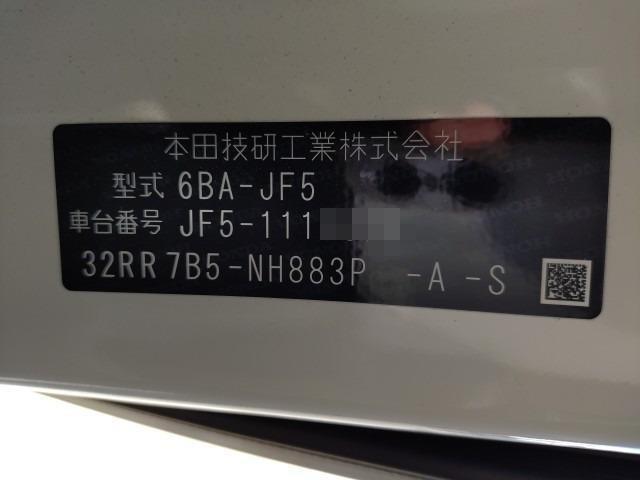 本田技研工業株式会社
型式 6BA-JF5
車台番号 JF5-111
32RR 7B5-NH883P -A -S